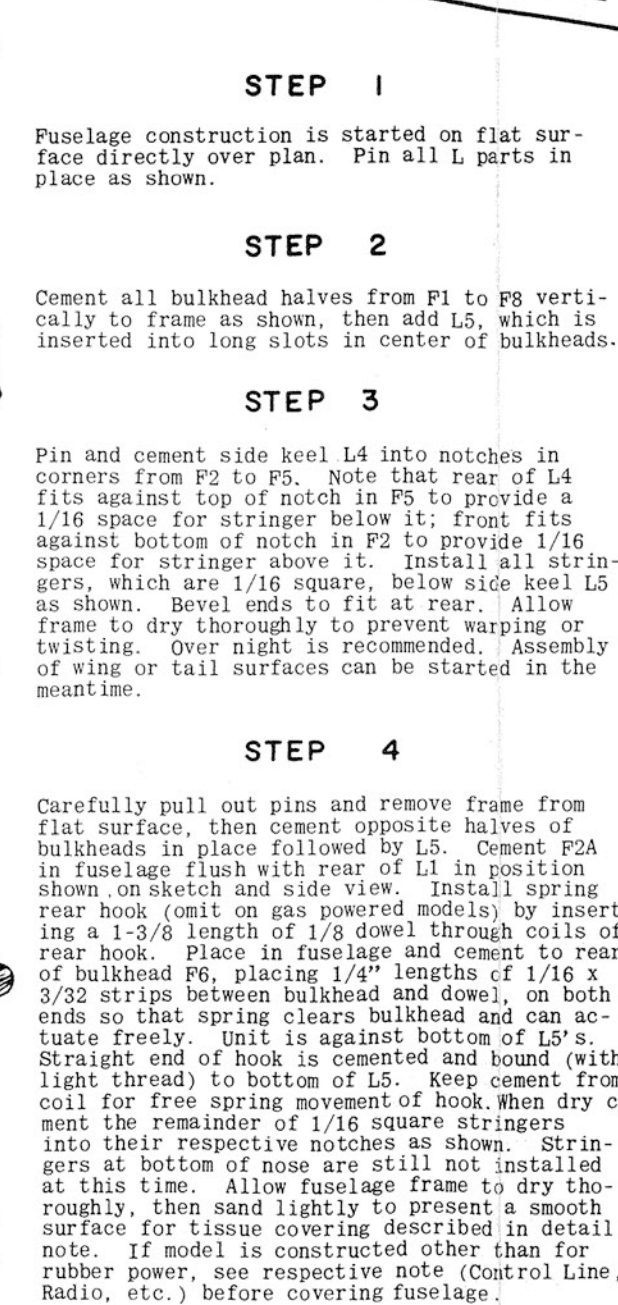 STEP 1
Fuselage construction is started on flat sur-
face directly over plan. Pin all L parts in
place as shown.
STEP 2
Cement all bulkhead halves from F1 to F8 verti-
cally to frame as shown, then add L5, which is
inserted into long slots in center of bulkheads.
STEP 3
Pin and cement side keel L4 into notches in
corners from F2 to F5. Note that rear of L4
fits against top of notch in F5 to provide a
1/16 space for stringer below it; front fits
against bottom of notch in F2 to provide 1/16
space for stringer above it. Install all strin-
gers, which are 1/16 square, below side keel L5
as shown. Bevel ends to fit at rear. Allow
frame to dry thoroughly to prevent warping or
twisting. Over night is recommended. Assembly
of wing or tail surfaces can be started in the
meantime.
STEP 4
Carefully pull out pins and remove frame from
flat surface, then cement opposite halves of
bulkheads in place followed by L5. Cement F2A
in fuselage flush with rear of L1 in position
shown, on sketch and side view. Install spring
rear hook (omit on gas powered models) by insert
ing a 1-3/8 length of 1/8 dowel through coils of
rear hook. Place in fuselage and cement to rear
of bulkhead F6, placing 1/4" lengths of 1/16 x
3/32 strips between bulkhead and dowel, on both
ends so that spring clears bulkhead and can ac-
tuate freely. Unit is against bottom of L5's.
Straight end of hook is cemented and bound (with
light thread) to bottom of L5. Keep cement from
coil for free spring movement of hook. When dry c
ment the remainder of 1/16 square stringers
into their respective notches as shown. Strin-
gers at bottom of nose are still not installed
at this time. Allow fuselage frame to dry tho-
roughly, then sand lightly to present a smooth
surface for tissue covering described in detail
note. If model is constructed other than for
rubber power, see respective note (Control Line,
Radio, etc.) before covering fuselage.